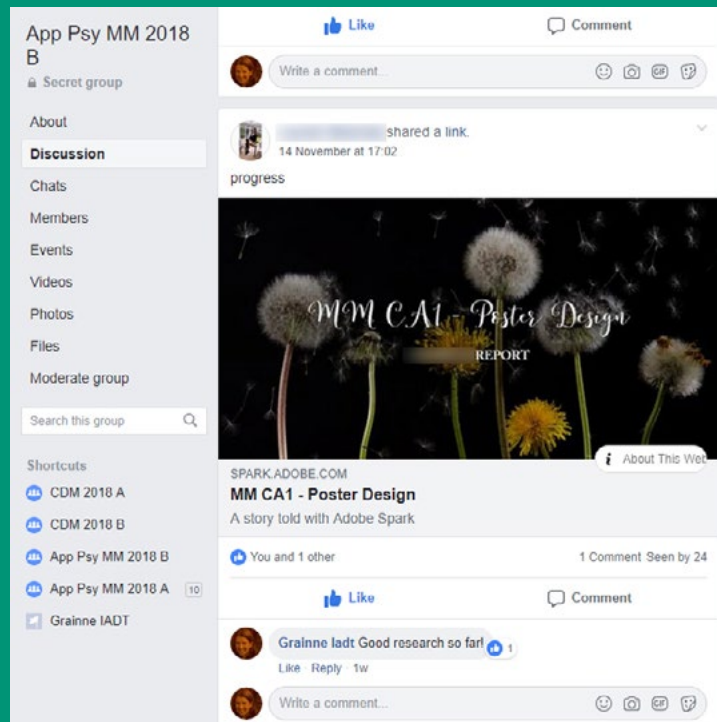 App Psy MM 2018
B
Secret group
About
Discussion
Chats
Members
Events
Videos
Photos
Files
Moderate group
Search this group
Shortcuts
CDM 2018 A
CDM 2018 B
App Psy MM 2018 B
App Psy MM 2018 A 10
Grainne IADT
Like Comment
Write a comment...
GIF
shared a link.
14 November at 17:02
progress
MM CA1 - Poster Design
REPORT
i About This Web
SPARK.ADOBE.COM
MM CA1 - Poster Design
A story told with Adobe Spark
You and 1 other 1 Comment Seen by 24
Like Comment
Grainne Iadt Good research so far! 1
Like · Reply · 1w
Write a comment...
GIF